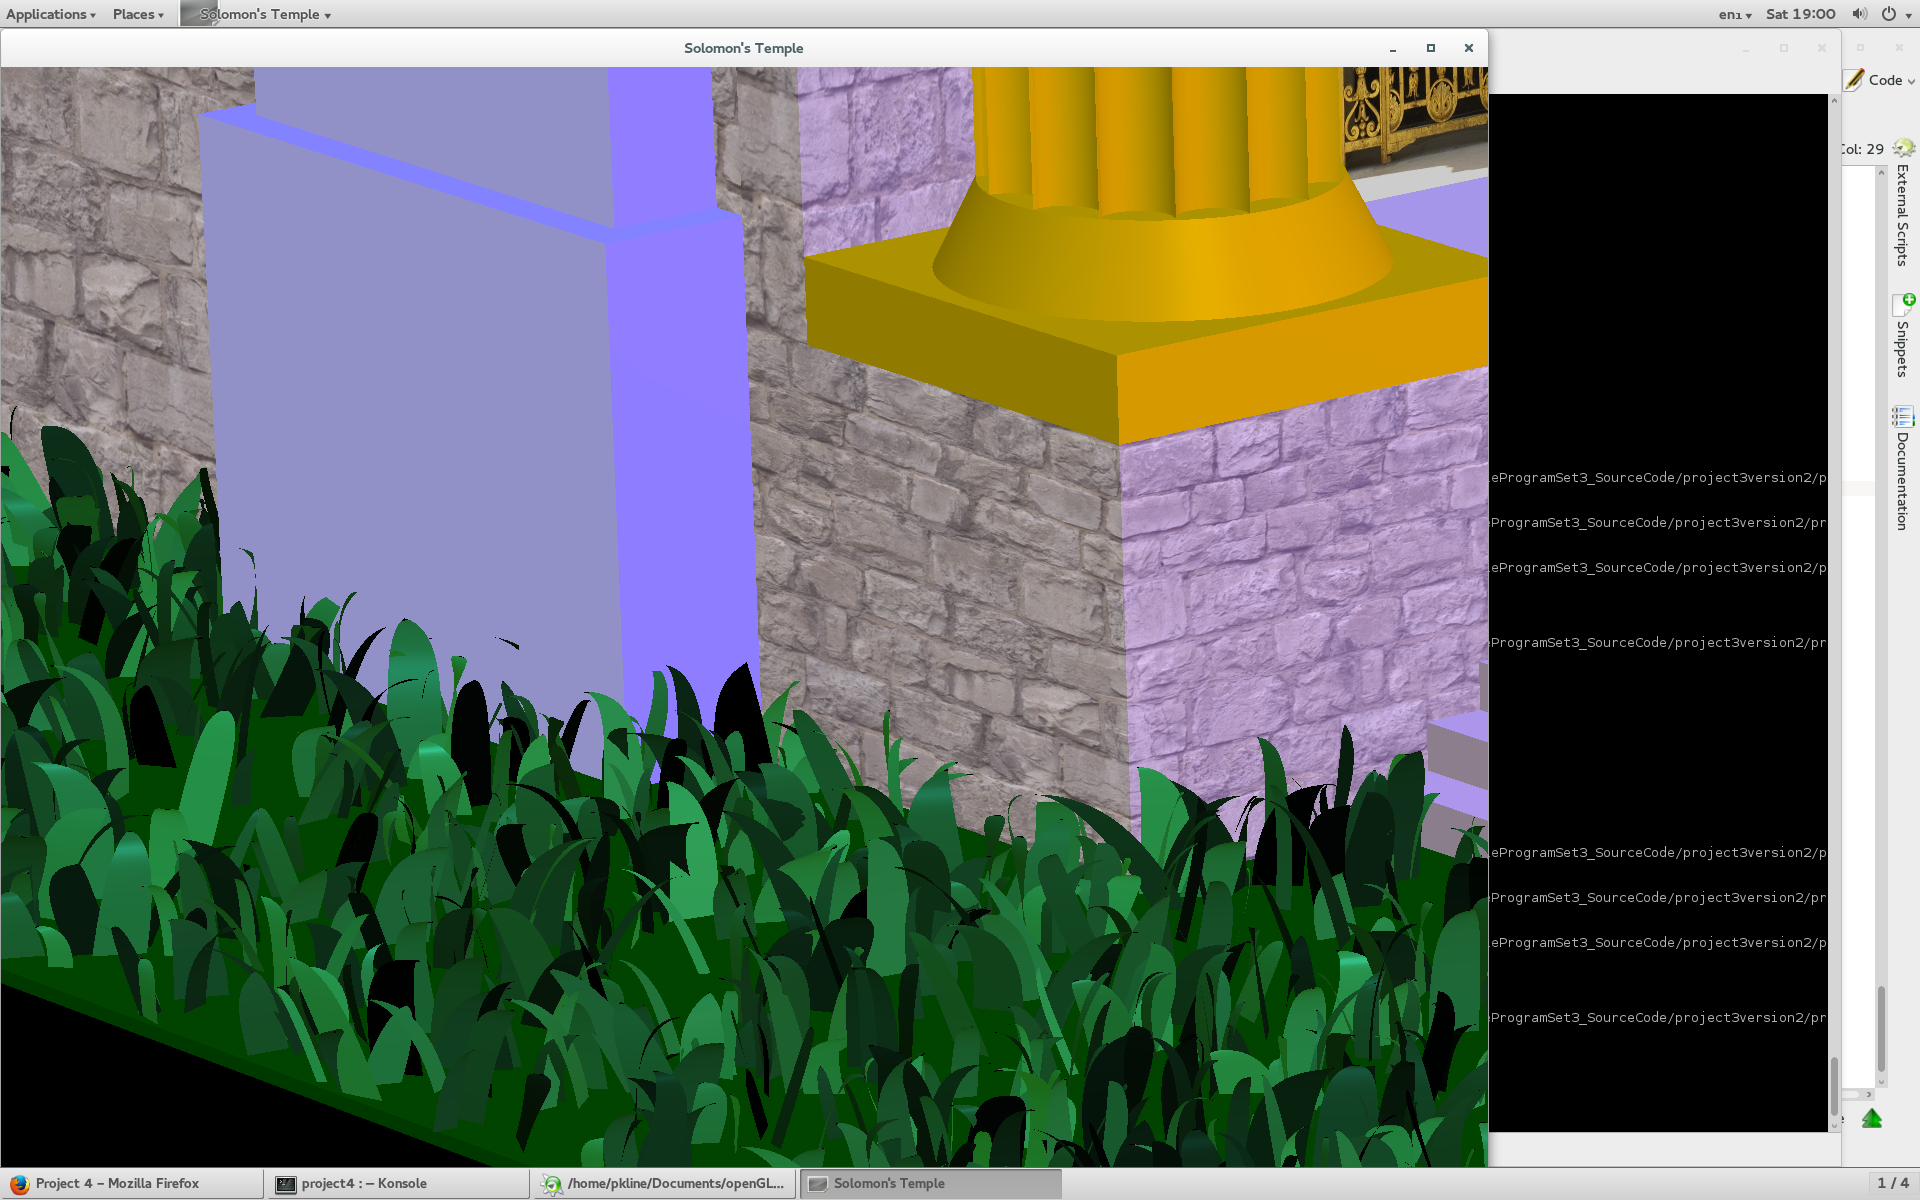 Applications Places Solomon's Temple en1 Sat 19:00
Solomon's Temple
Code
Col: 29
External Scripts
Snippets
Documentation
eProgramSet3_SourceCode/project3version2/p
ProgramSet3_SourceCode/project3version2/pr
eProgramSet3_SourceCode/project3version2/p
ProgramSet3_SourceCode/project3version2/pr
eProgramSet3_SourceCode/project3version2/p
ProgramSet3_SourceCode/project3version2/pr
eProgramSet3_SourceCode/project3version2/p
ProgramSet3_SourceCode/project3version2/pr
Project 4 – Mozilla Firefox project4 : – Konsole /home/pkline/Documents/openGL... Solomon's Temple 1 / 4